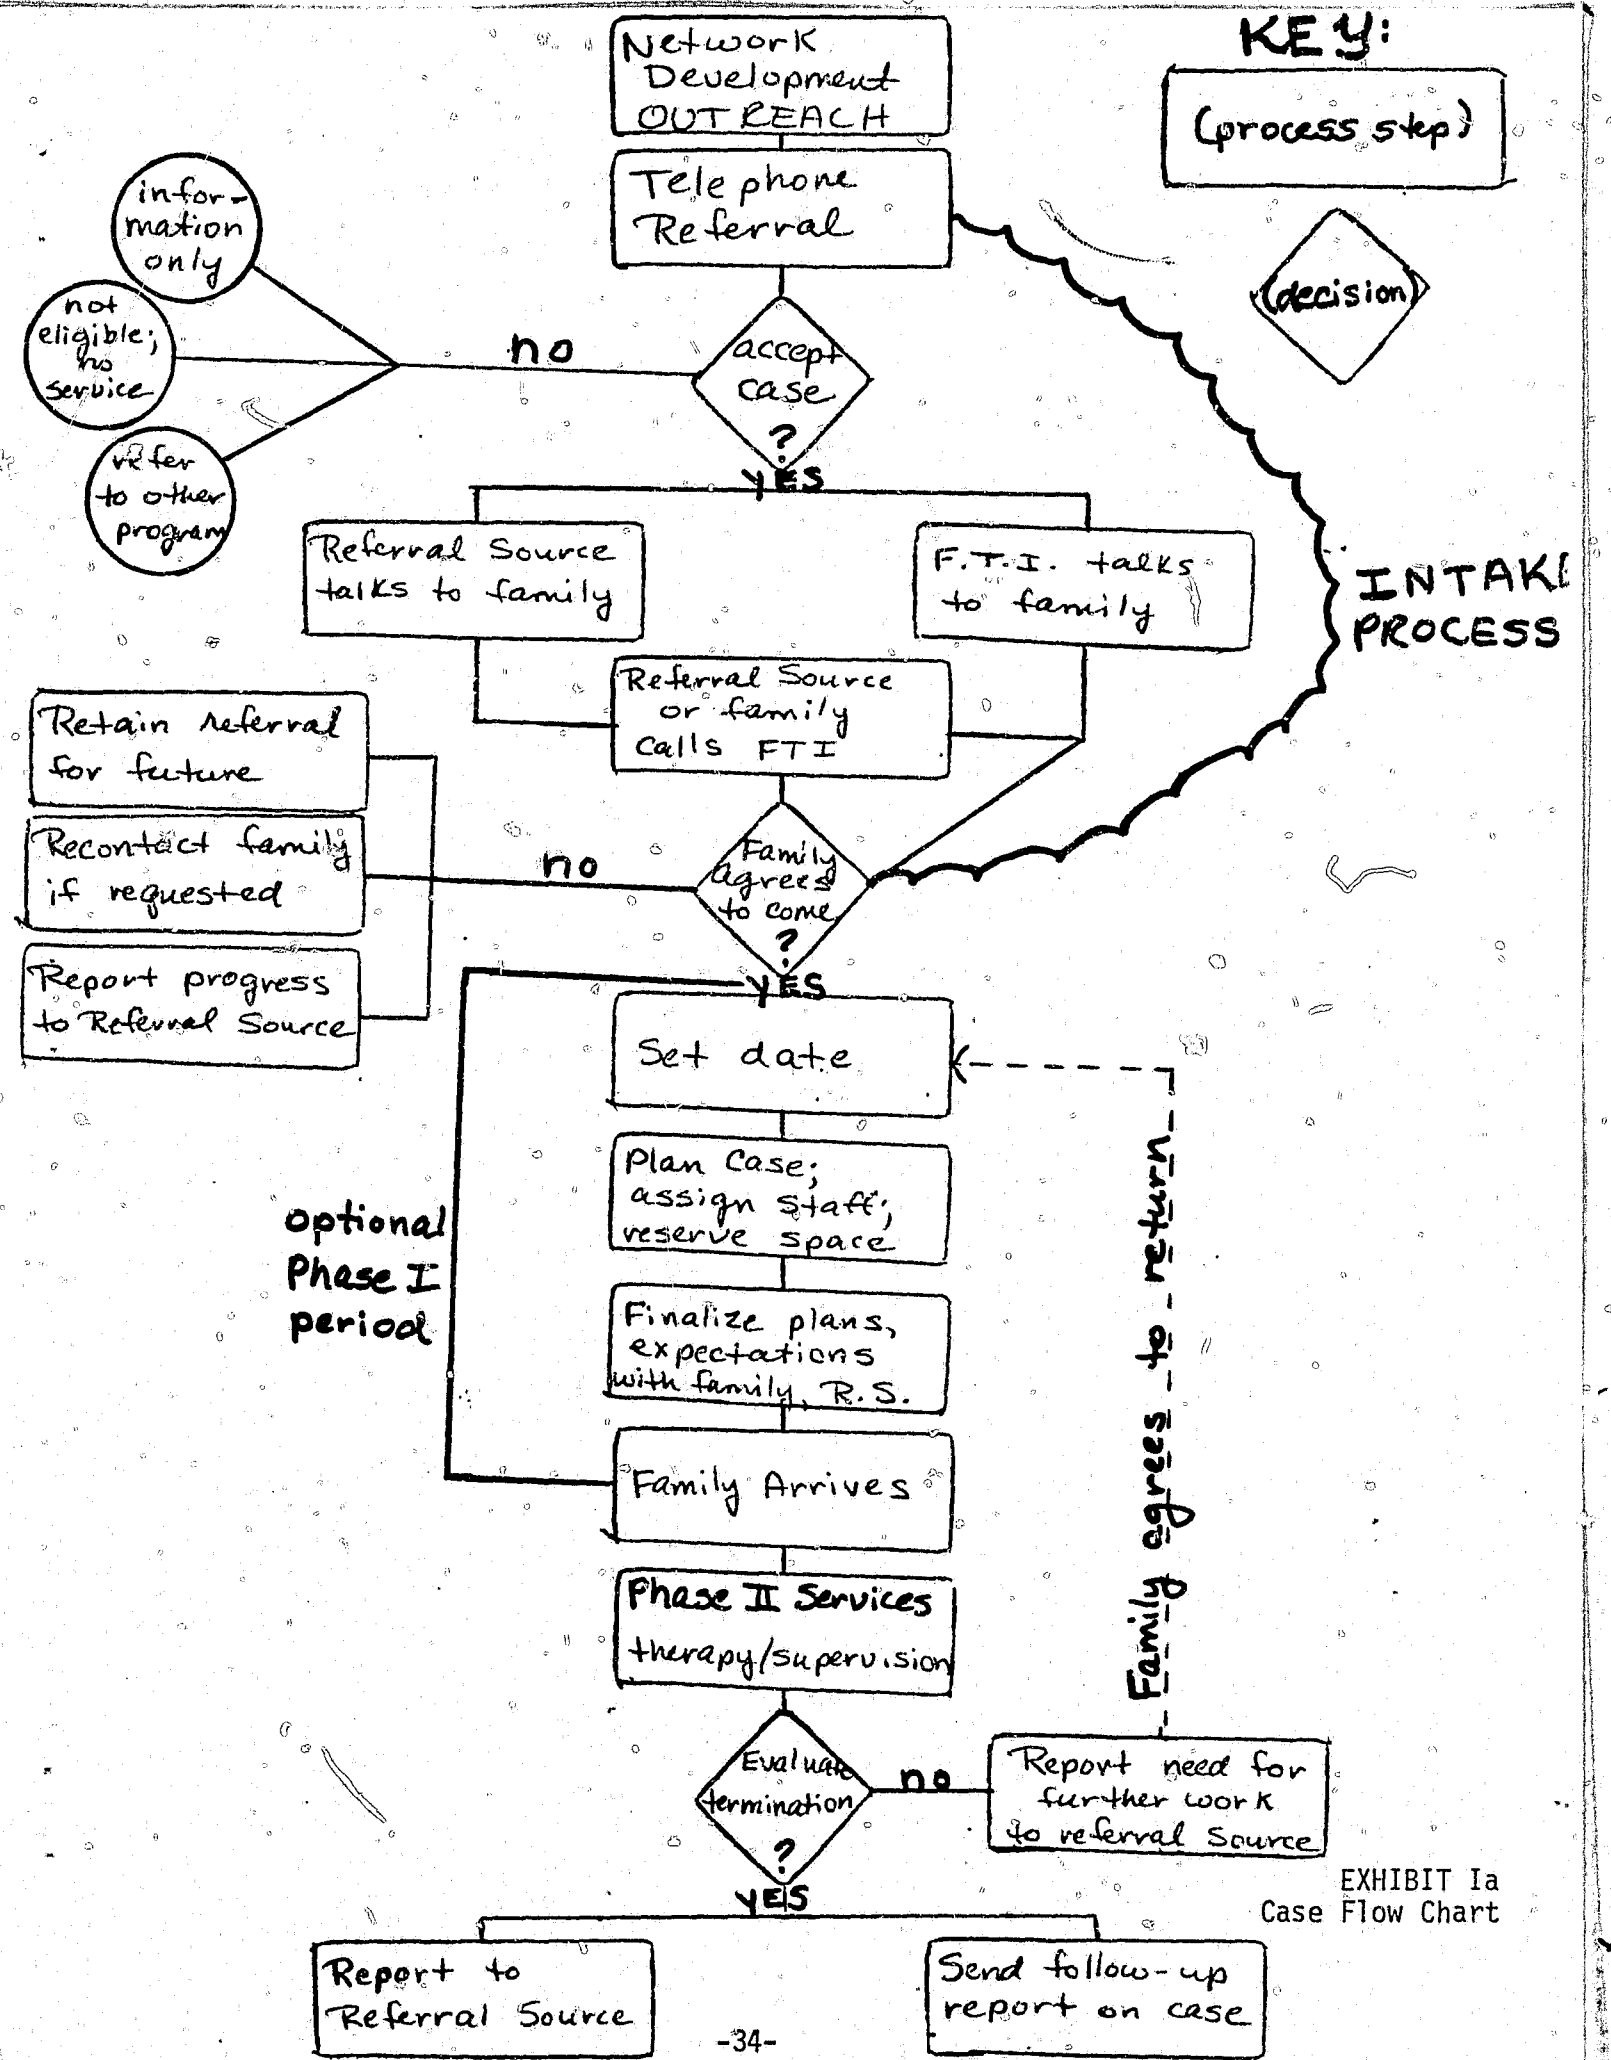 Network
Development
OUTREACH
KEY:
(process step)
Telephone
Referral
(decision)
infor-
mation
only
not
eligible;
no
service
refer
to other
program
no
accept
case
?
YES
Referral Source
talks to family
F.T.I. talks
to family
INTAKE
PROCESS
Referral Source
or family
calls FTI
Retain referral
for future
Recontact family
if requested
Report progress
to Referral Source
no
Family
agrees
to come
?
YES
Set date
Plan Case;
assign staff;
reserve space
optional
Phase I
period
Finalize plans,
expectations
with family, R.S.
Family Arrives
Family agrees to return
Phase II Services
therapy/supervision
Evaluate
termination
?
no
Report need for
further work
to referral Source
YES
EXHIBIT Ia
Case Flow Chart
Report to
Referral Source
Send follow-up
report on case
-34-